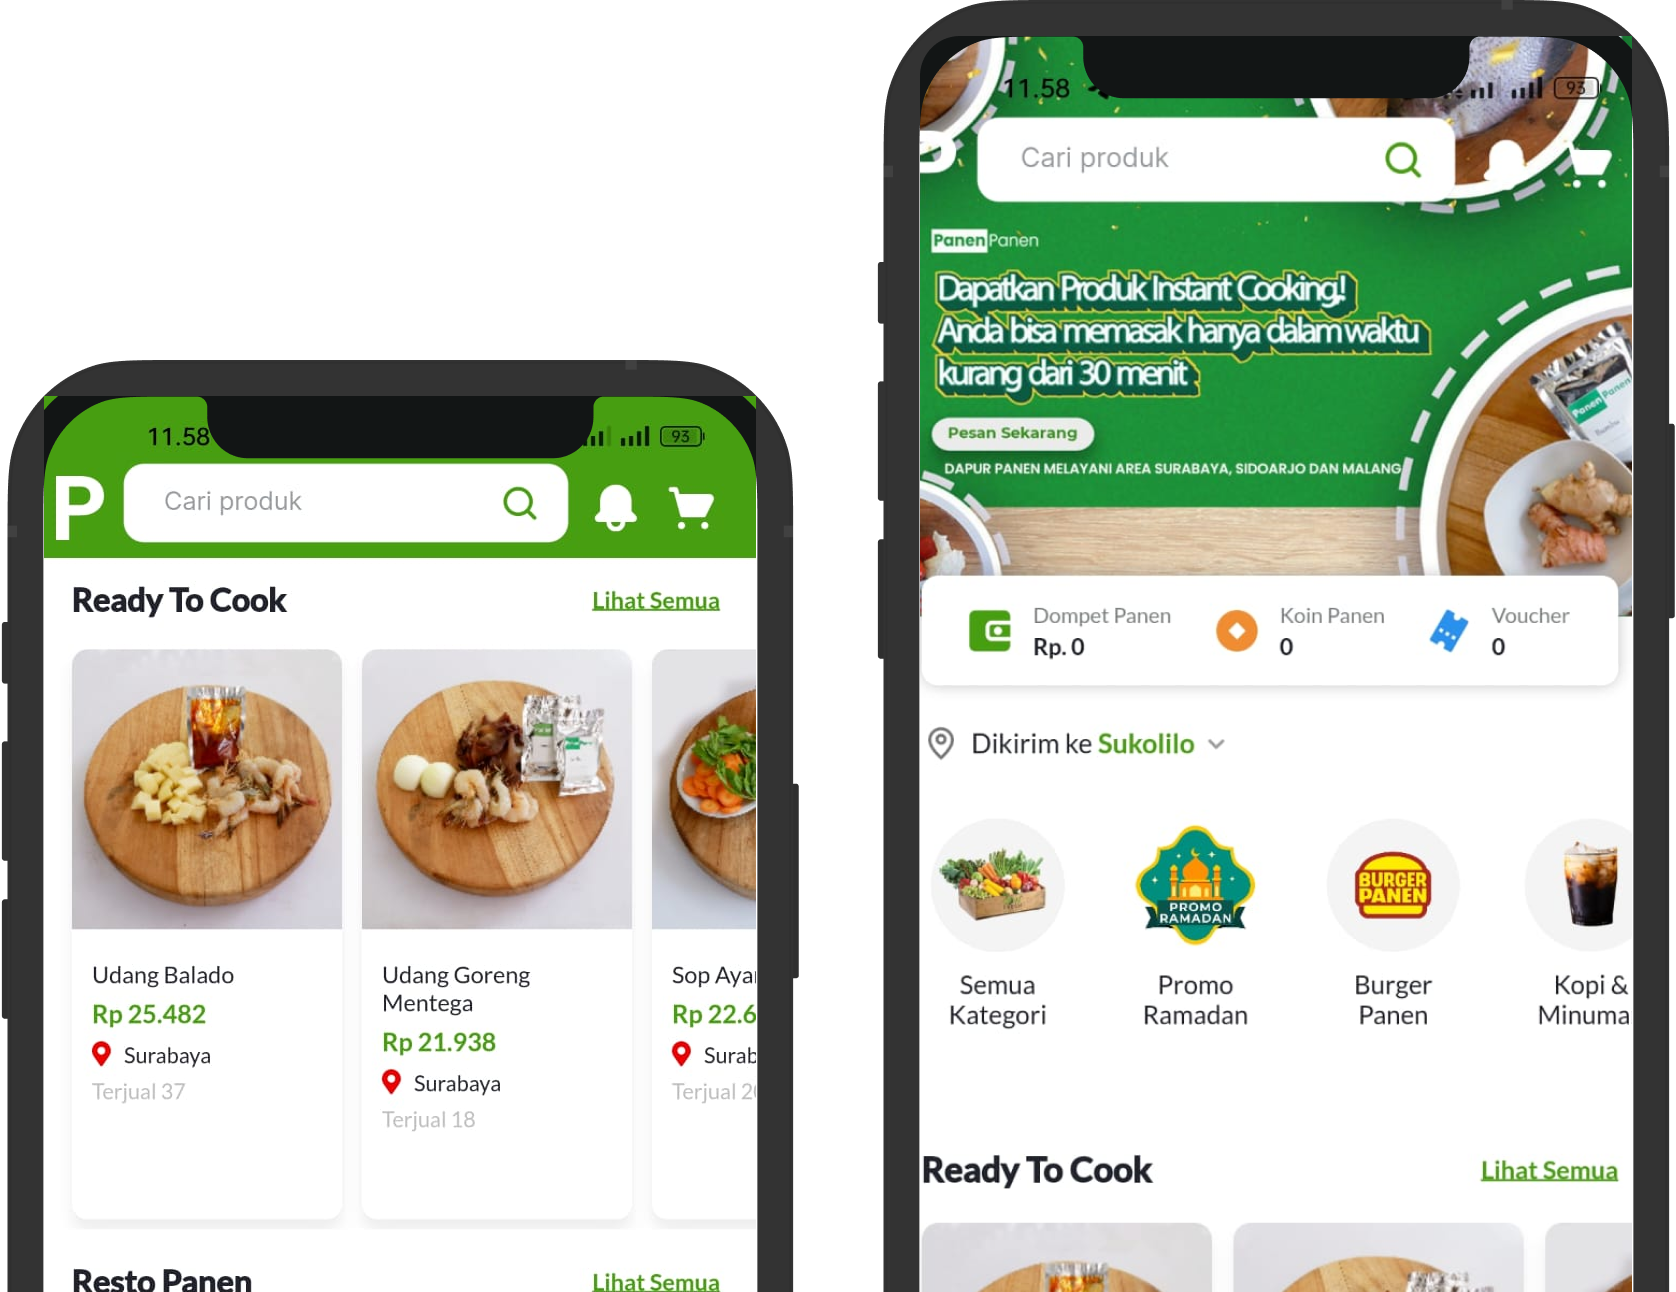 11.58
93
P
Cari produk
Ready To Cook
Lihat Semua
Udang Balado
Rp 25.482
Surabaya
Terjual 37
Udang Goreng
Mentega
Rp 21.938
Surabaya
Terjual 18
Sop Aya
Rp 22.6
Surab
Terjual 2
Resto Panen
Lihat Semua
11.58
93
Cari produk
PanenPanen
Dapatkan Produk Instant Cooking!
Anda bisa memasak hanya dalam waktu
kurang dari 30 menit
Pesan Sekarang
DAPUR PANEN MELAYANI AREA SURABAYA, SIDOARJO DAN MALANG
Panen Panen
Dompet Panen
Rp. 0
Koin Panen
0
Voucher
0
Dikirim ke Sukolilo
PROMO
RAMADAN
BURGER
PANEN
Semua
Kategori
Promo
Ramadan
Burger
Panen
Kopi &
Minuma
Ready To Cook
Lihat Semua